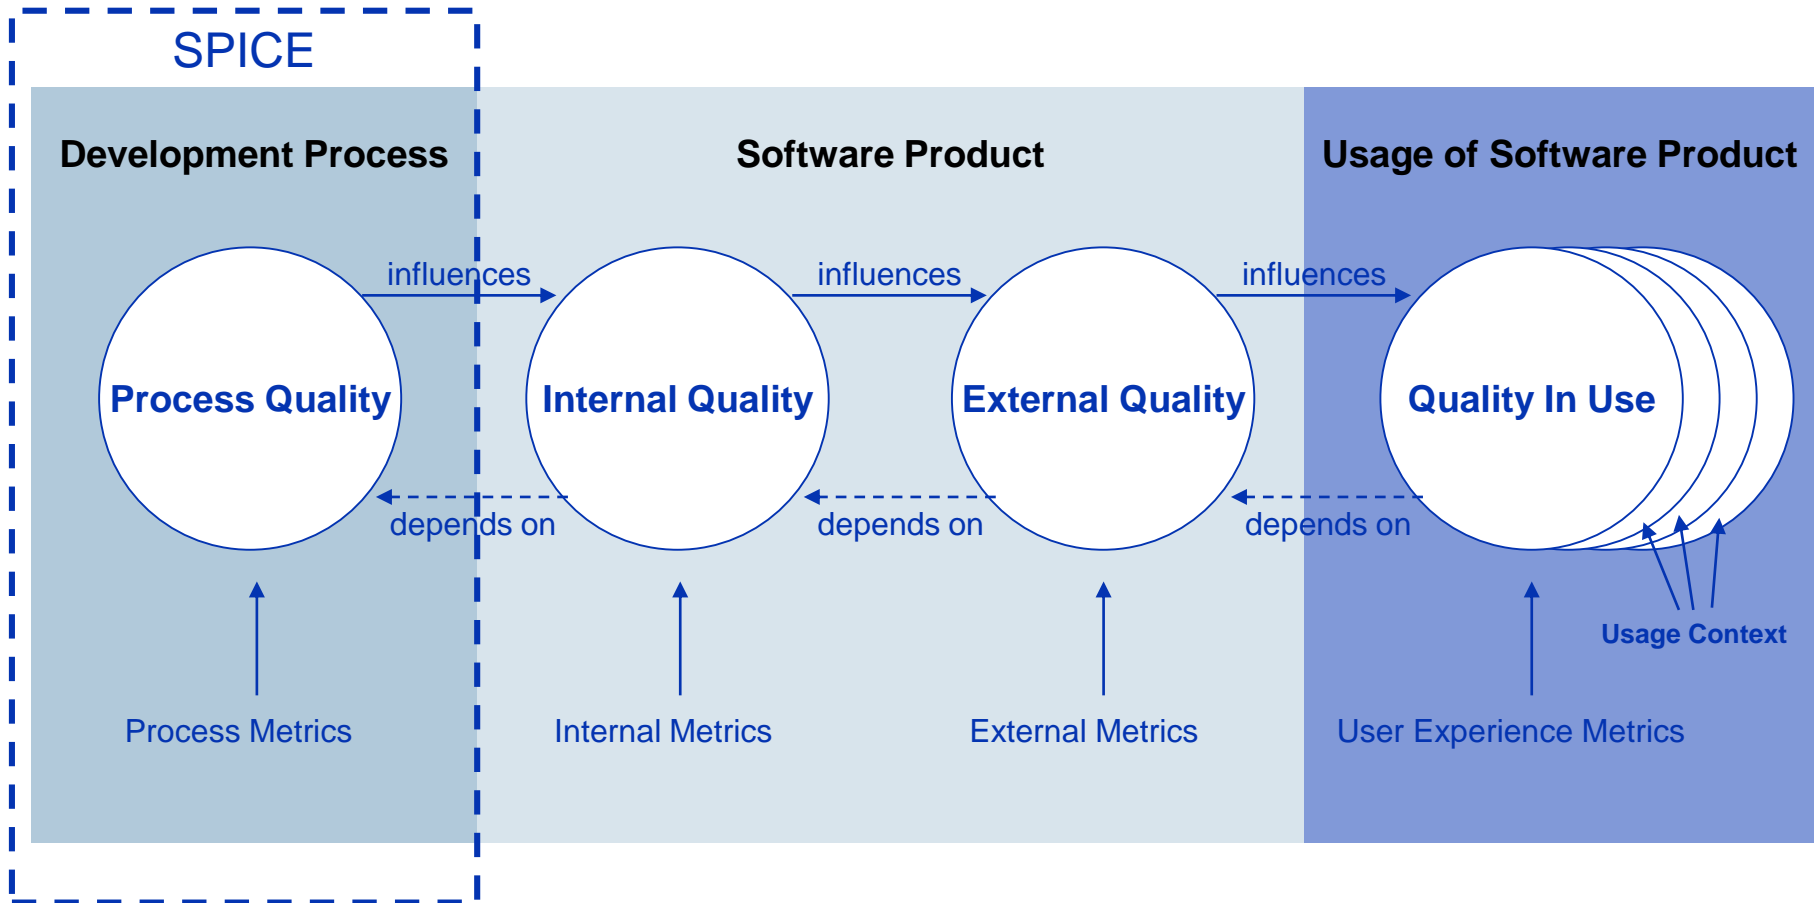 SPICE
Development Process
Software Product
Usage of Software Product
influences
influences
influences
Process Quality
Internal Quality
External Quality
Quality In Use
depends on
depends on
depends on
Usage Context
Process Metrics
Internal Metrics
External Metrics
User Experience Metrics